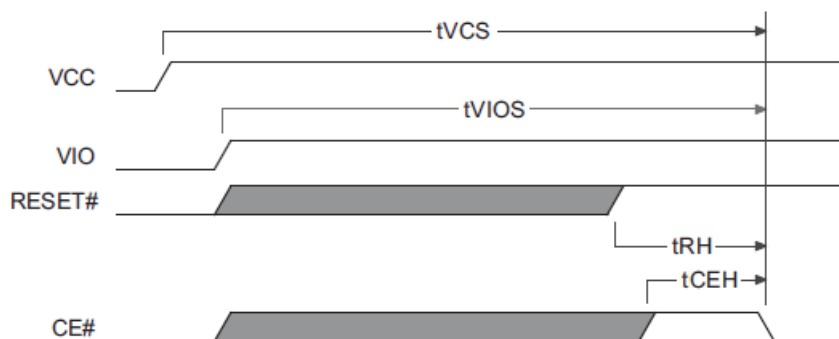 tVCS
VCC
tVIOS
VIO
RESET#
tRH
tCEH
CE#